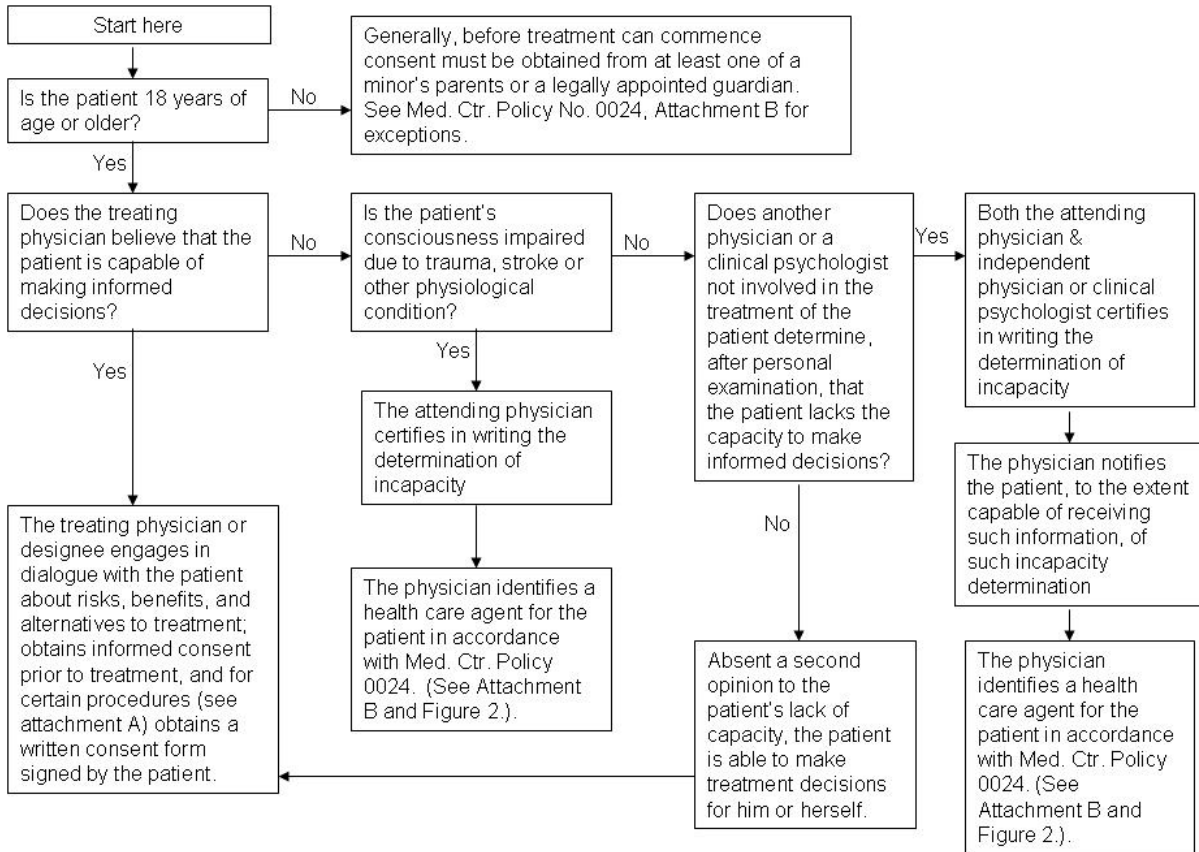 Start here
Is the patient 18 years of
age or older?
No
Generally, before treatment can commence
consent must be obtained from at least one of a
minor's parents or a legally appointed guardian.
See Med. Ctr. Policy No. 0024, Attachment B for
exceptions.
Yes
Does the treating
physician believe that the
patient is capable of
making informed
decisions?
No
Is the patient's
consciousness impaired
due to trauma, stroke or
other physiological
condition?
No
Does another
physician or a
clinical psychologist
not involved in the
treatment of the
patient determine,
after personal
examination, that
the patient lacks the
capacity to make
informed decisions?
Yes
Both the attending
physician &
independent
physician or clinical
psychologist certifies
in writing the
determination of
incapacity
Yes
Yes
The attending physician
certifies in writing the
determination of
incapacity
The physician notifies
the patient, to the extent
capable of receiving
such information, of
such incapacity
determination
No
The treating physician or
designee engages in
dialogue with the patient
about risks, benefits, and
alternatives to treatment;
obtains informed consent
prior to treatment, and for
certain procedures (see
attachment A) obtains a
written consent form
signed by the patient.
The physician identifies a
health care agent for the
patient in accordance
with Med. Ctr. Policy
0024. (See Attachment
B and Figure 2.).
Absent a second
opinion to the
patient's lack of
capacity, the patient
is able to make
treatment decisions
for him or herself.
The physician
identifies a health
care agent for the
patient in accordance
with Med. Ctr. Policy
0024. (See
Attachment B and
Figure 2.).